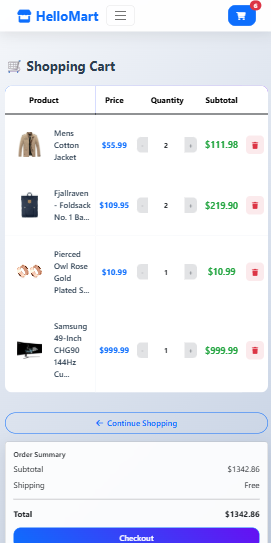 HelloMart
6
Shopping Cart
Product Price Quantity Subtotal
Mens
Cotton
Jacket
$55.99 - 2 + $111.98
Fjallraven
- Foldsack
No. 1 Ba...
$109.95 - 2 + $219.90
Pierced
Owl Rose
Gold
Plated S...
$10.99 - 1 + $10.99
Samsung
49-Inch
CHG90
144Hz
Cu...
$999.99 - 1 + $999.99
← Continue Shopping
Order Summary
Subtotal $1342.86
Shipping Free
Total $1342.86
Checkout